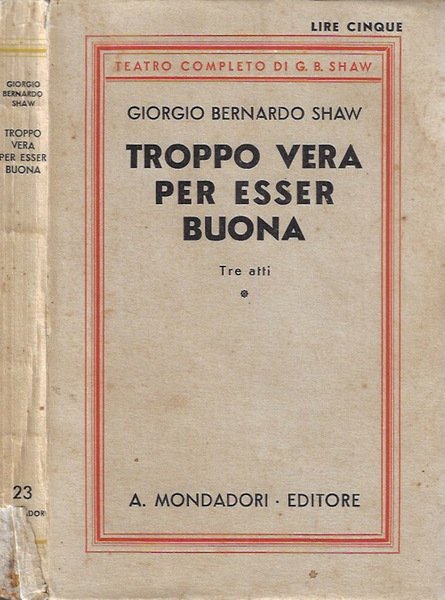 GIORGIO
BERNARDO
SHAW
TROPPO
VERA
PER ESSER
BUONA
23
LIRE CINQUE
TEATRO COMPLETO DI G. B. SHAW
GIORGIO BERNARDO SHAW
TROPPO VERA
PER ESSER
BUONA
Tre atti
A. MONDADORI · EDITORE